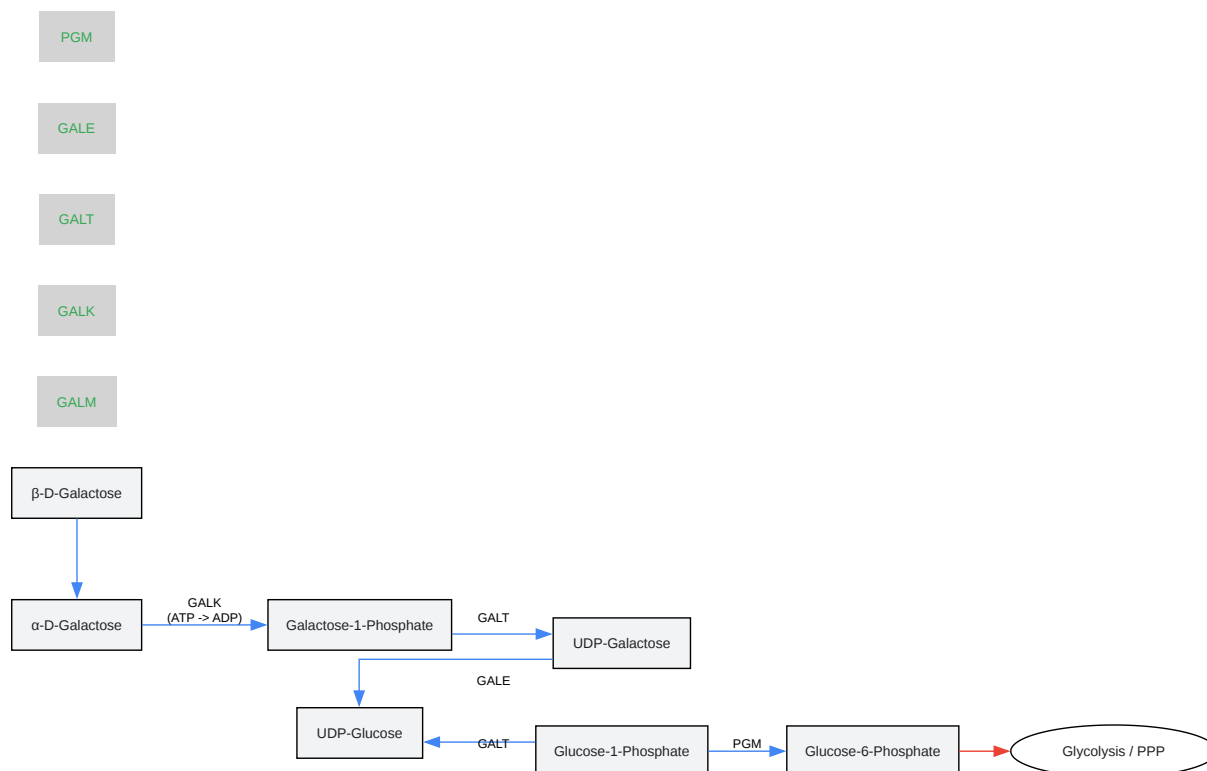 PGM
GALE
GALT
GALK
GALM
β-D-Galactose
GALK
(ATP -> ADP)
α-D-Galactose
Galactose-1-Phosphate
GALT
UDP-Galactose
GALE
UDP-Glucose
GALT
Glucose-1-Phosphate
PGM
Glucose-6-Phosphate
Glycolysis / PPP